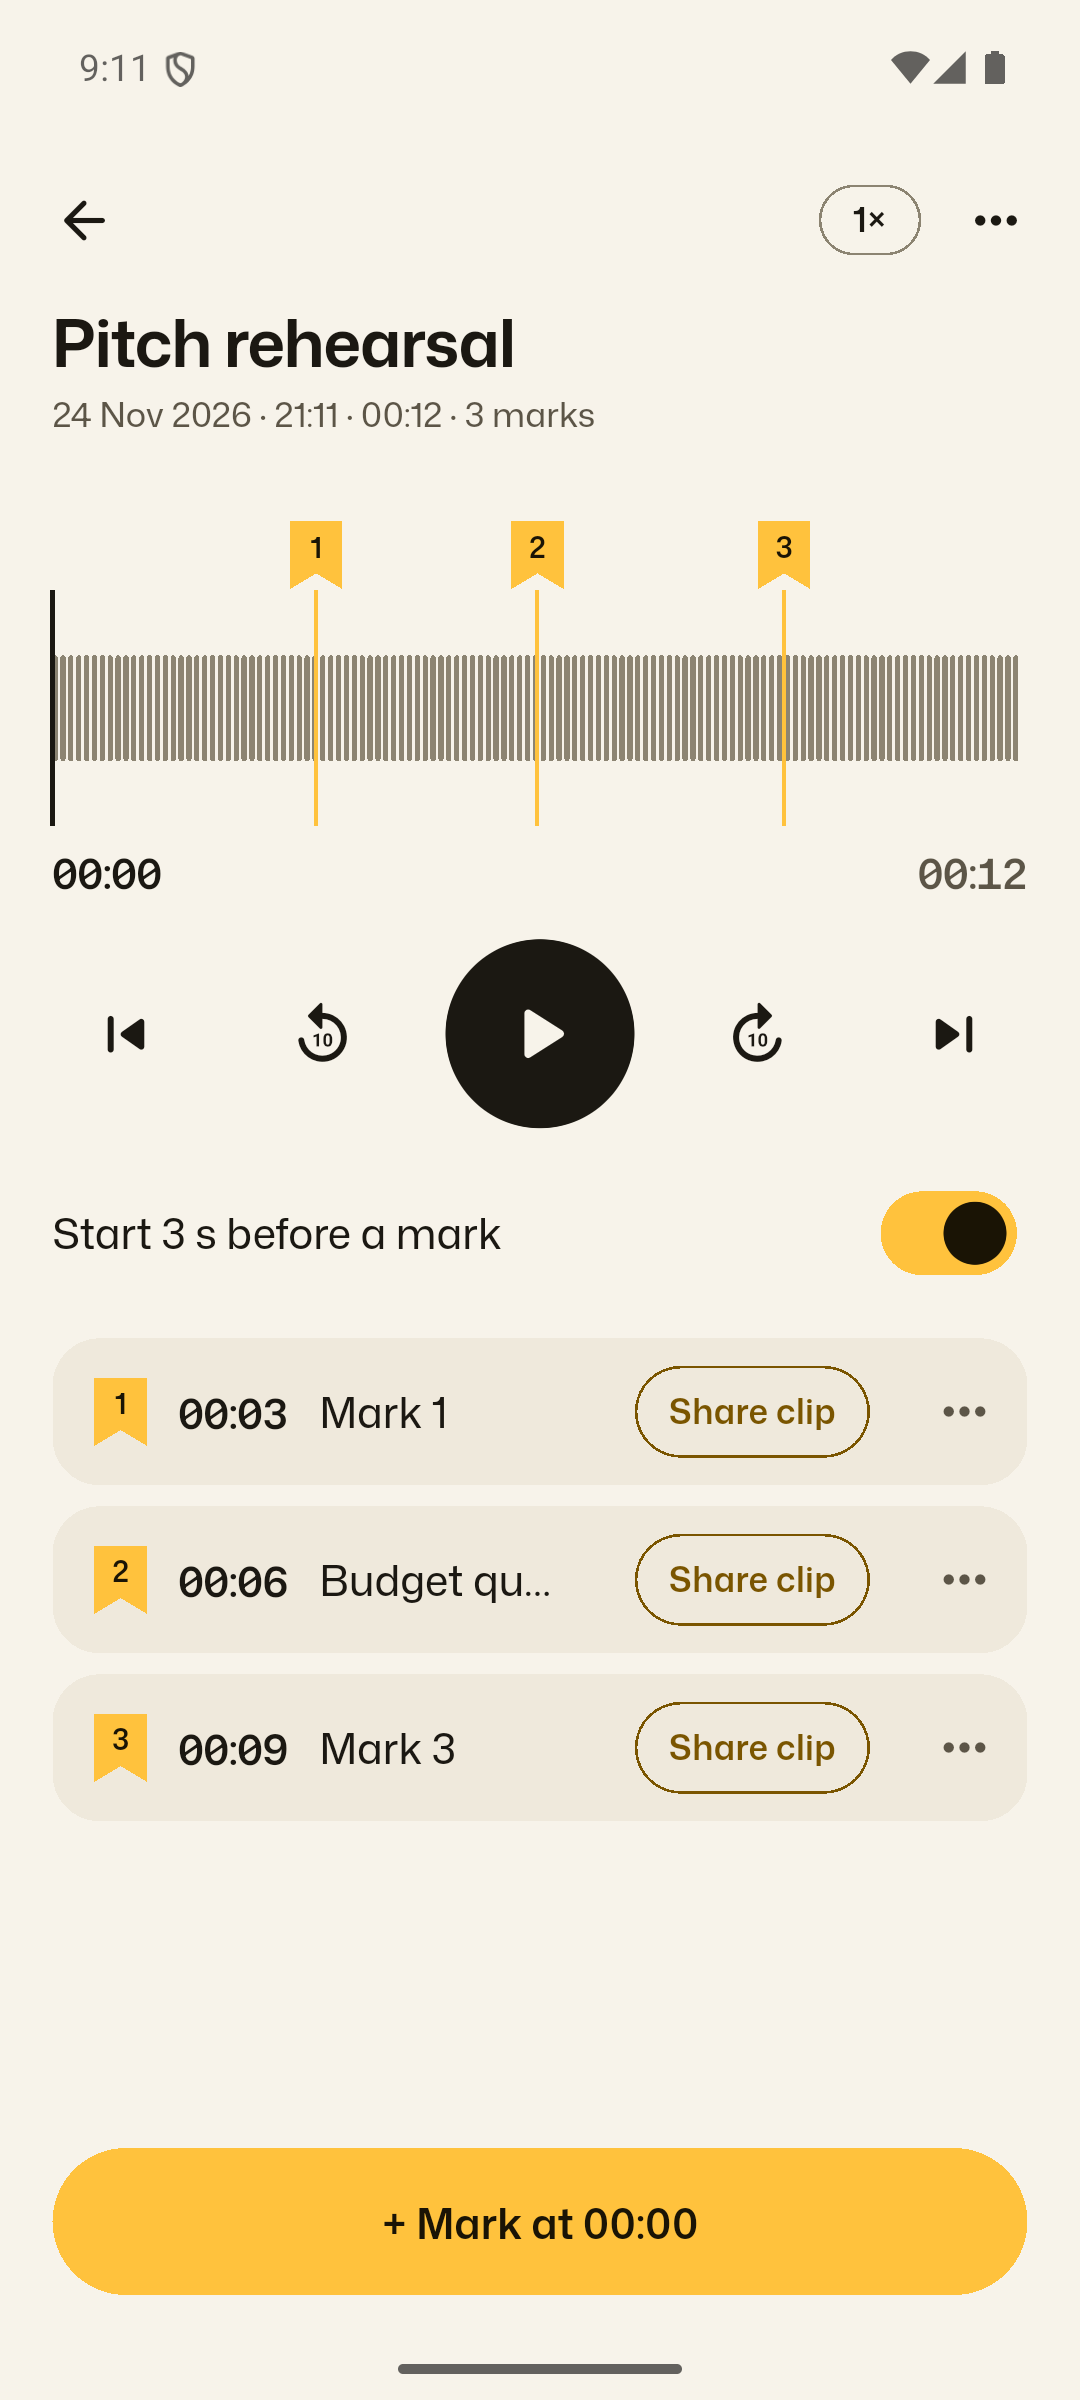 9:11
1×
Pitch rehearsal
24 Nov 2026 · 21:11 · 00:12 · 3 marks
1 2 3
00:00 00:12
10 10
Start 3 s before a mark
1 00:03 Mark 1 Share clip
2 00:06 Budget qu... Share clip
3 00:09 Mark 3 Share clip
+ Mark at 00:00